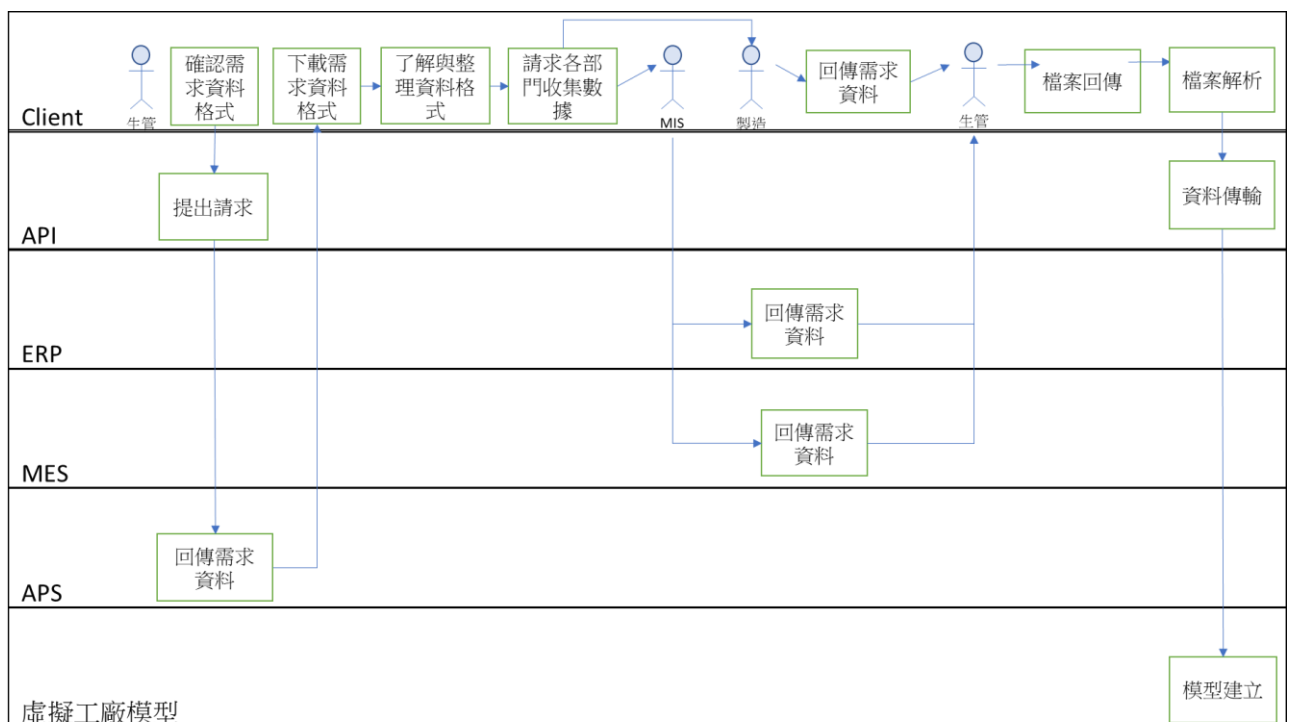 確認需
求資料
格式
下載需
求資料
格式
了解與整
理資料格
式
請求各部
門收集數
據
回傳需求
資料
檔案回傳
檔案解析
Client
生管
MIS
製造
生管
提出請求
資料傳輸
API
回傳需求
資料
ERP
回傳需求
資料
MES
回傳需求
資料
APS
模型建立
虛擬工廠模型